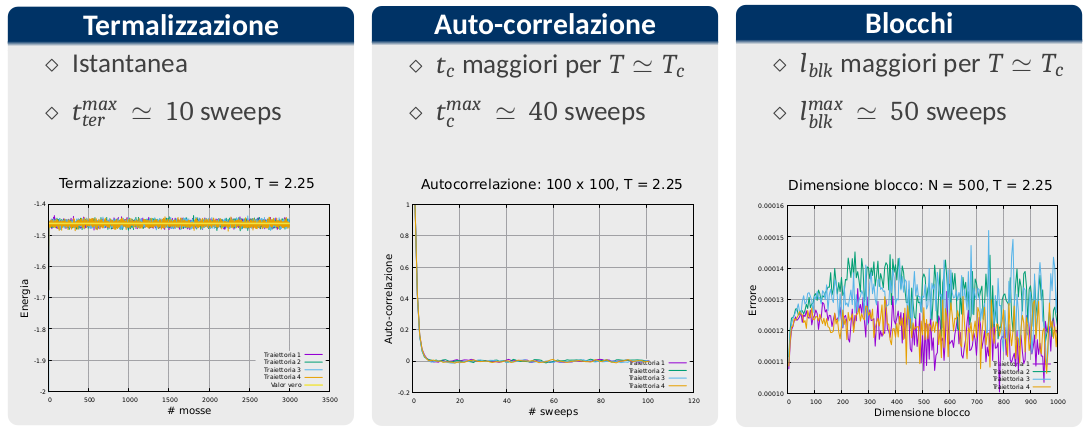 Termalizzazione
◇ Istantanea
◇ t_ter^max ≃ 10 sweeps
Termalizzazione: 500 x 500, T = 2.25
Energia
-1.4
-1.5
-1.6
-1.7
-1.8
-1.9
-2
0 500 1000 1500 2000 2500 3000 3500
# mosse
Traiettoria 1
Traiettoria 2
Traiettoria 3
Traiettoria 4
Valor vero
Auto-correlazione
◇ t_c maggiori per T ≃ T_c
◇ t_c^max ≃ 40 sweeps
Autocorrelazione: 100 x 100, T = 2.25
Auto-correlazione
1
0.8
0.6
0.4
0.2
0
-0.2
0 20 40 60 80 100 120
# sweeps
Traiettoria 1
Traiettoria 2
Traiettoria 3
Traiettoria 4
Blocchi
◇ l_blk maggiori per T ≃ T_c
◇ l_blk^max ≃ 50 sweeps
Dimensione blocco: N = 500, T = 2.25
Errore
0.00016
0.00015
0.00014
0.00013
0.00012
0.00011
0.00010
0 100 200 300 400 500 600 700 800 900 1000
Dimensione blocco
Traiettoria 1
Traiettoria 2
Traiettoria 3
Traiettoria 4